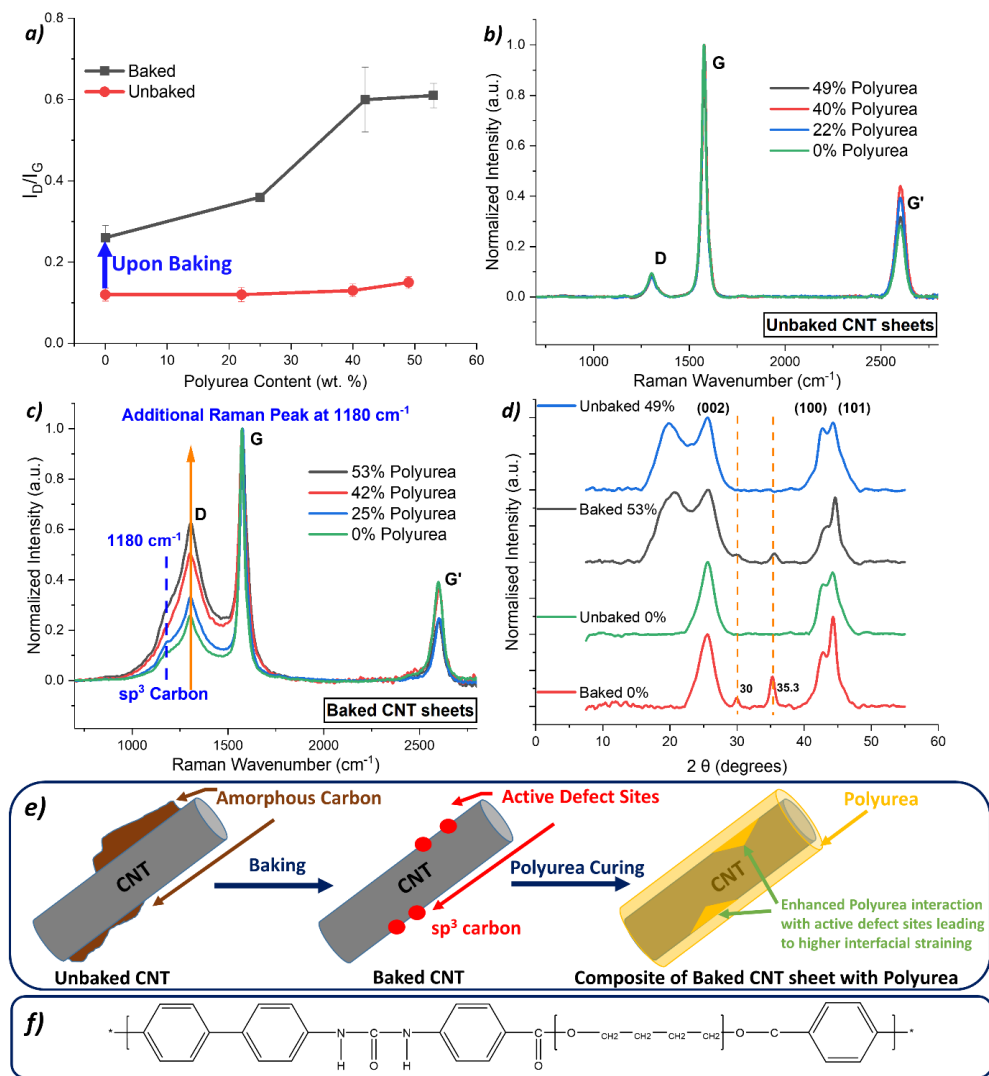 a)
Baked
Unbaked
I_D/I_G
0.8
0.6
0.4
0.2
0.0
Upon Baking
0 10 20 30 40 50 60
Polyurea Content (wt. %)
b)
Normalized Intensity (a.u.)
1.0
0.8
0.6
0.4
0.2
0.0
G
49% Polyurea
40% Polyurea
22% Polyurea
0% Polyurea
G'
D
Unbaked CNT sheets
1000 1500 2000 2500
Raman Wavenumber (cm⁻¹)
c)
Additional Raman Peak at 1180 cm⁻¹
Normalized Intensity (a.u.)
1.0
0.8
0.6
0.4
0.2
0.0
G
53% Polyurea
42% Polyurea
25% Polyurea
0% Polyurea
D
1180 cm⁻¹
G'
sp³ Carbon
Baked CNT sheets
1000 1500 2000 2500
Raman Wavenumber (cm⁻¹)
d)
Normalised Intensity (a.u.)
Unbaked 49%
(002)
(100) (101)
Baked 53%
Unbaked 0%
Baked 0%
30
35.3
0 10 20 30 40 50 60
2 θ (degrees)
e)
Amorphous Carbon
CNT
Unbaked CNT
Baking
Active Defect Sites
CNT
sp³ carbon
Baked CNT
Polyurea Curing
Polyurea
CNT
Enhanced Polyurea interaction
with active defect sites leading
to higher interfacial straining
Composite of Baked CNT sheet with Polyurea
f)
* N C N C O CH2 CH2 CH2 CH2 O C *
H O H O